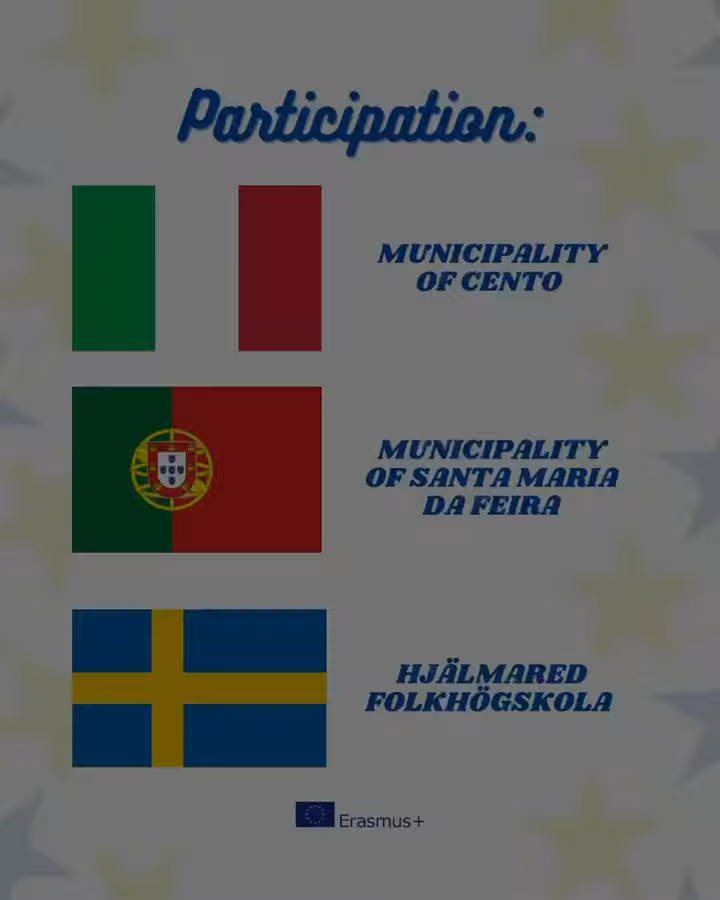 Participation:
MUNICIPALITY
OF CENTO
MUNICIPALITY
OF SANTA MARIA
DA FEIRA
HJÄLMARED
FOLKHÖGSKOLA
Erasmus+